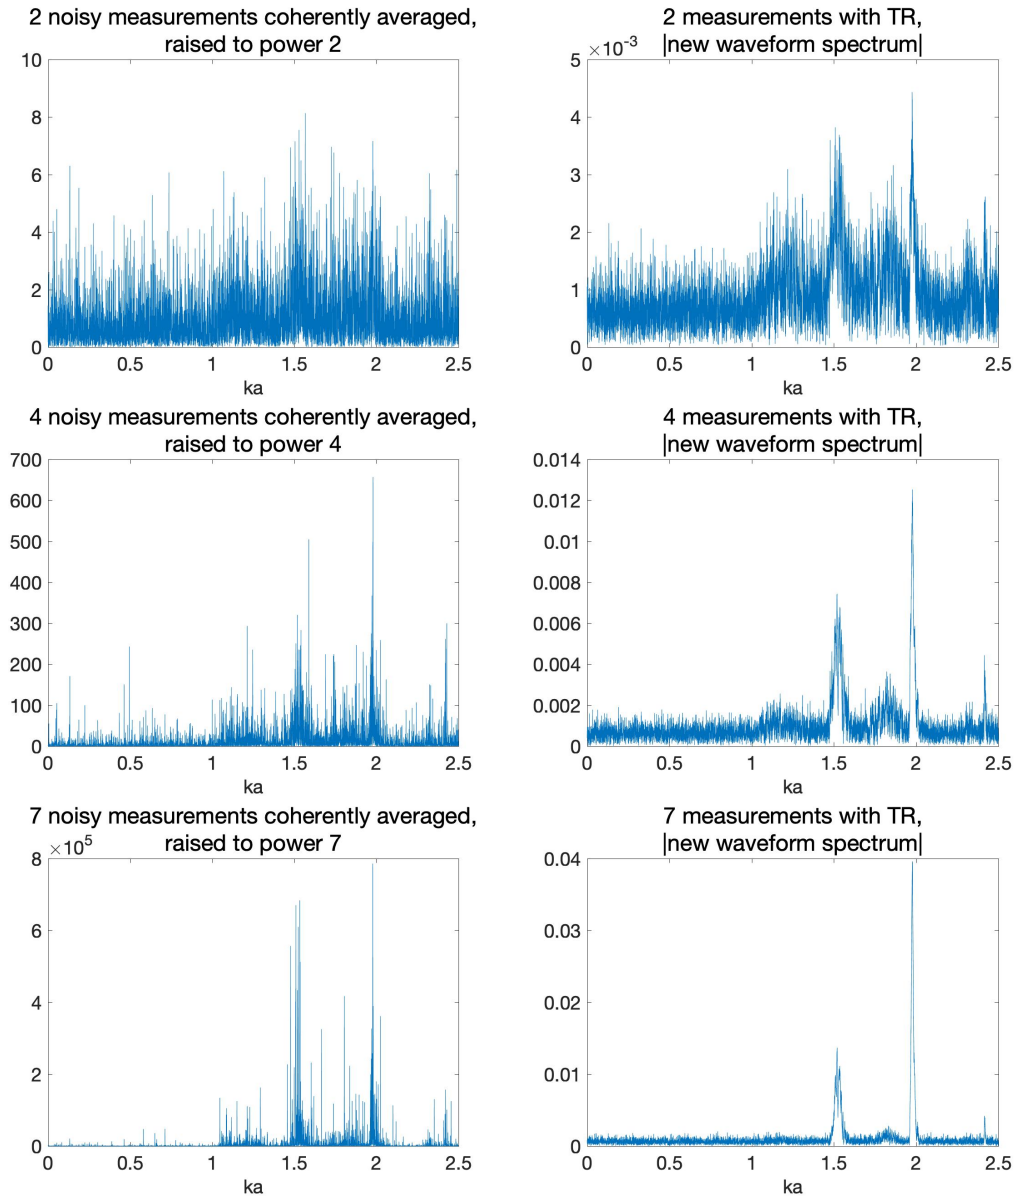 2 noisy measurements coherently averaged,
raised to power 2
10
8
6
4
2
0
0 0.5 1 1.5 2 2.5
ka
2 measurements with TR,
|new waveform spectrum|
×10-3
5
4
3
2
1
0
0 0.5 1 1.5 2 2.5
ka
4 noisy measurements coherently averaged,
raised to power 4
700
600
500
400
300
200
100
0
0 0.5 1 1.5 2 2.5
ka
4 measurements with TR,
|new waveform spectrum|
0.014
0.012
0.01
0.008
0.006
0.004
0.002
0
0 0.5 1 1.5 2 2.5
ka
7 noisy measurements coherently averaged,
raised to power 7
×105
8
6
4
2
0
0 0.5 1 1.5 2 2.5
ka
7 measurements with TR,
|new waveform spectrum|
0.04
0.03
0.02
0.01
0
0 0.5 1 1.5 2 2.5
ka